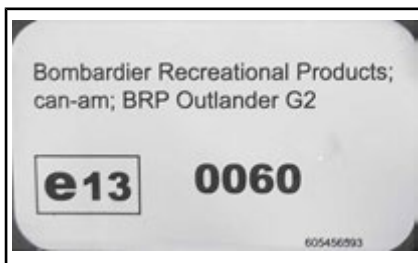 Bombardier Recreational Products;
can-am; BRP Outlander G2
e13 0060
605456593